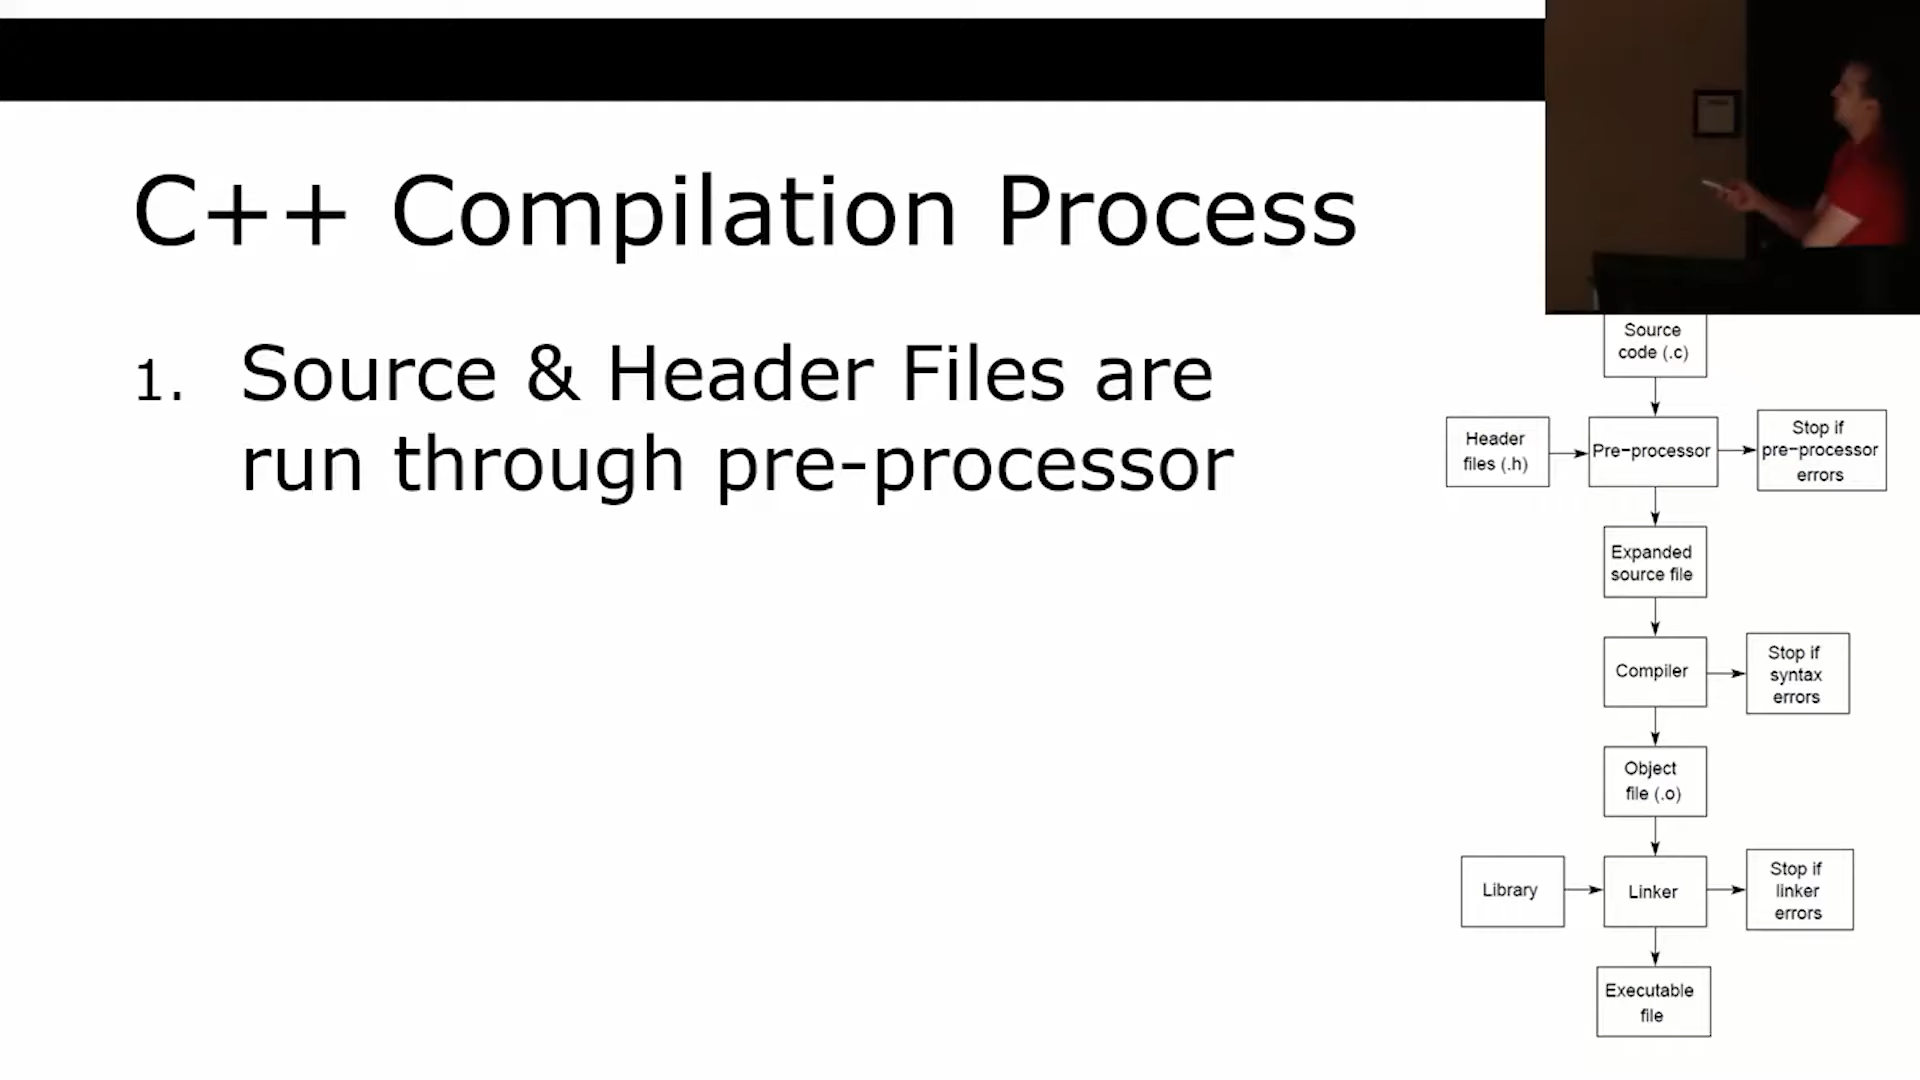 C++ Compilation Process
1. Source & Header Files are
run through pre-processor
Source
code (.c)
Header
files (.h)
Pre-processor
Stop if
pre-processor
errors
Expanded
source file
Compiler
Stop if
syntax
errors
Object
file (.o)
Library
Linker
Stop if
linker
errors
Executable
file